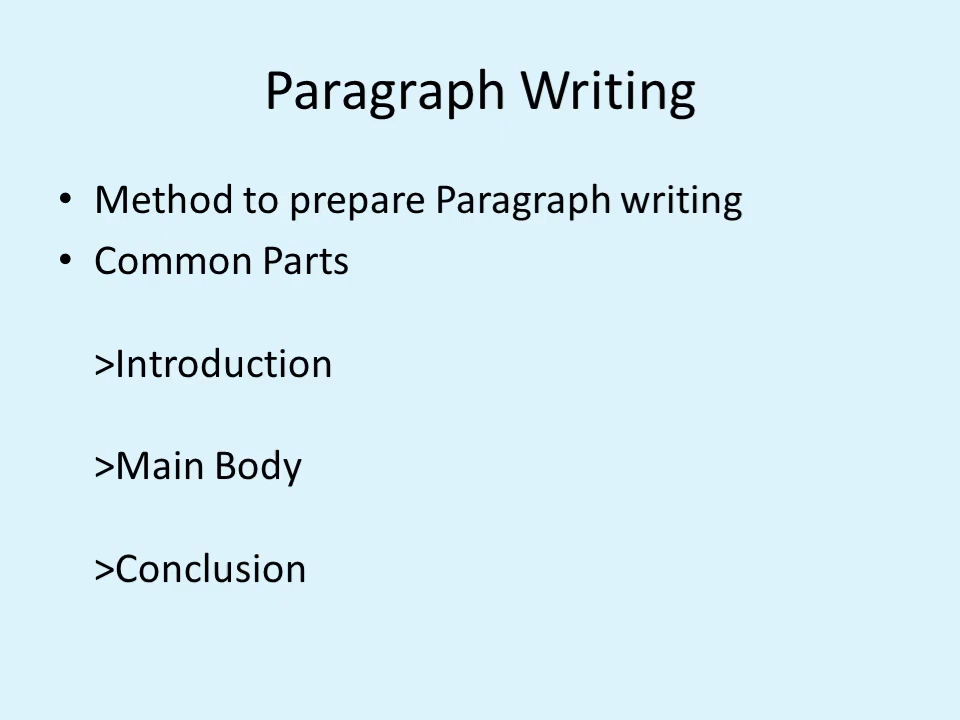 Paragraph Writing
• Method to prepare Paragraph writing
• Common Parts
>Introduction
>Main Body
>Conclusion